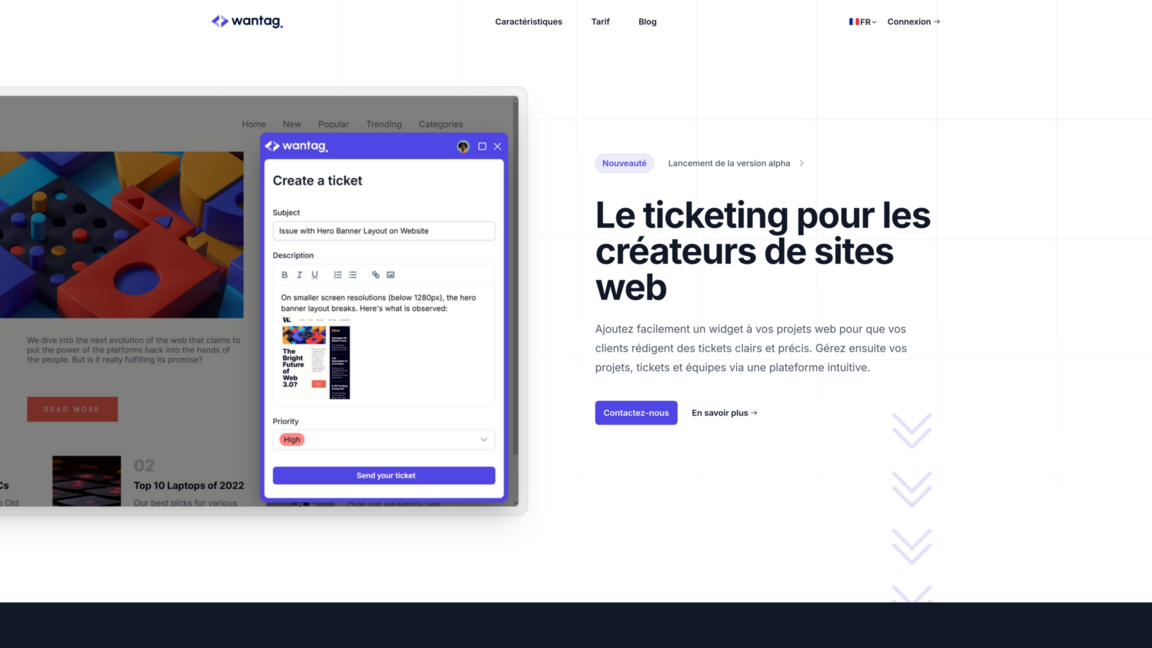 wantag.
Caractéristiques
Tarif
Blog
FR
Connexion →
Home New Popular Trending Categories
We dive into the next evolution of the web that claims to
put the power of the platforms back into the hands of
the people. But is it really fulfilling its promise?
READ MORE
02
Top 10 Laptops of 2022
Our best picks for various
Cs
n Old
wantag.
Create a ticket
Subject
Issue with Hero Banner Layout on Website
Description
B I U
On smaller screen resolutions (below 1280px), the hero
banner layout breaks. Here's what is observed:
W.
The
Bright
Future
of
Web
3.0?
Priority
High
Send your ticket
Nouveauté
Lancement de la version alpha
Le ticketing pour les
créateurs de sites
web
Ajoutez facilement un widget à vos projets web pour que vos
clients rédigent des tickets clairs et précis. Gérez ensuite vos
projets, tickets et équipes via une plateforme intuitive.
Contactez-nous
En savoir plus →